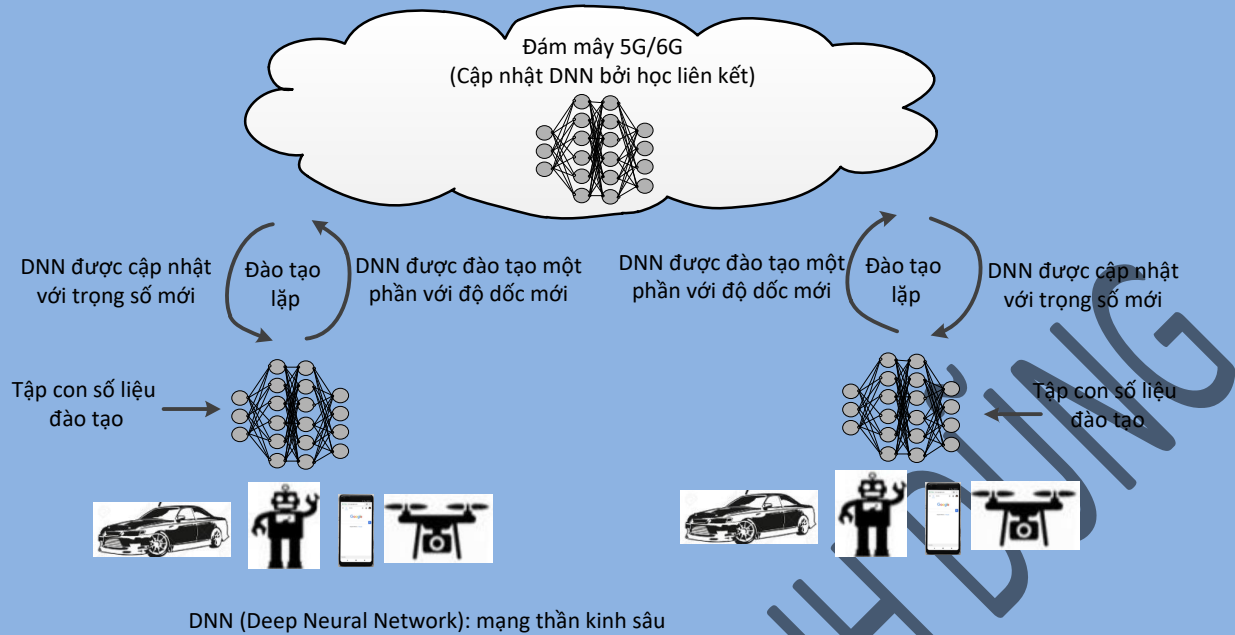 Đám mây 5G/6G
(Cập nhật DNN bởi học liên kết)
DNN được cập nhật
với trọng số mới
Đào tạo
lặp
DNN được đào tạo một
phần với độ dốc mới
DNN được đào tạo một
phần với độ dốc mới
Đào tạo
lặp
DNN được cập nhật
với trọng số mới
Tập con số liệu
đào tạo
Tập con số liệu
đào tạo
Google
DNN (Deep Neural Network): mạng thần kinh sâu